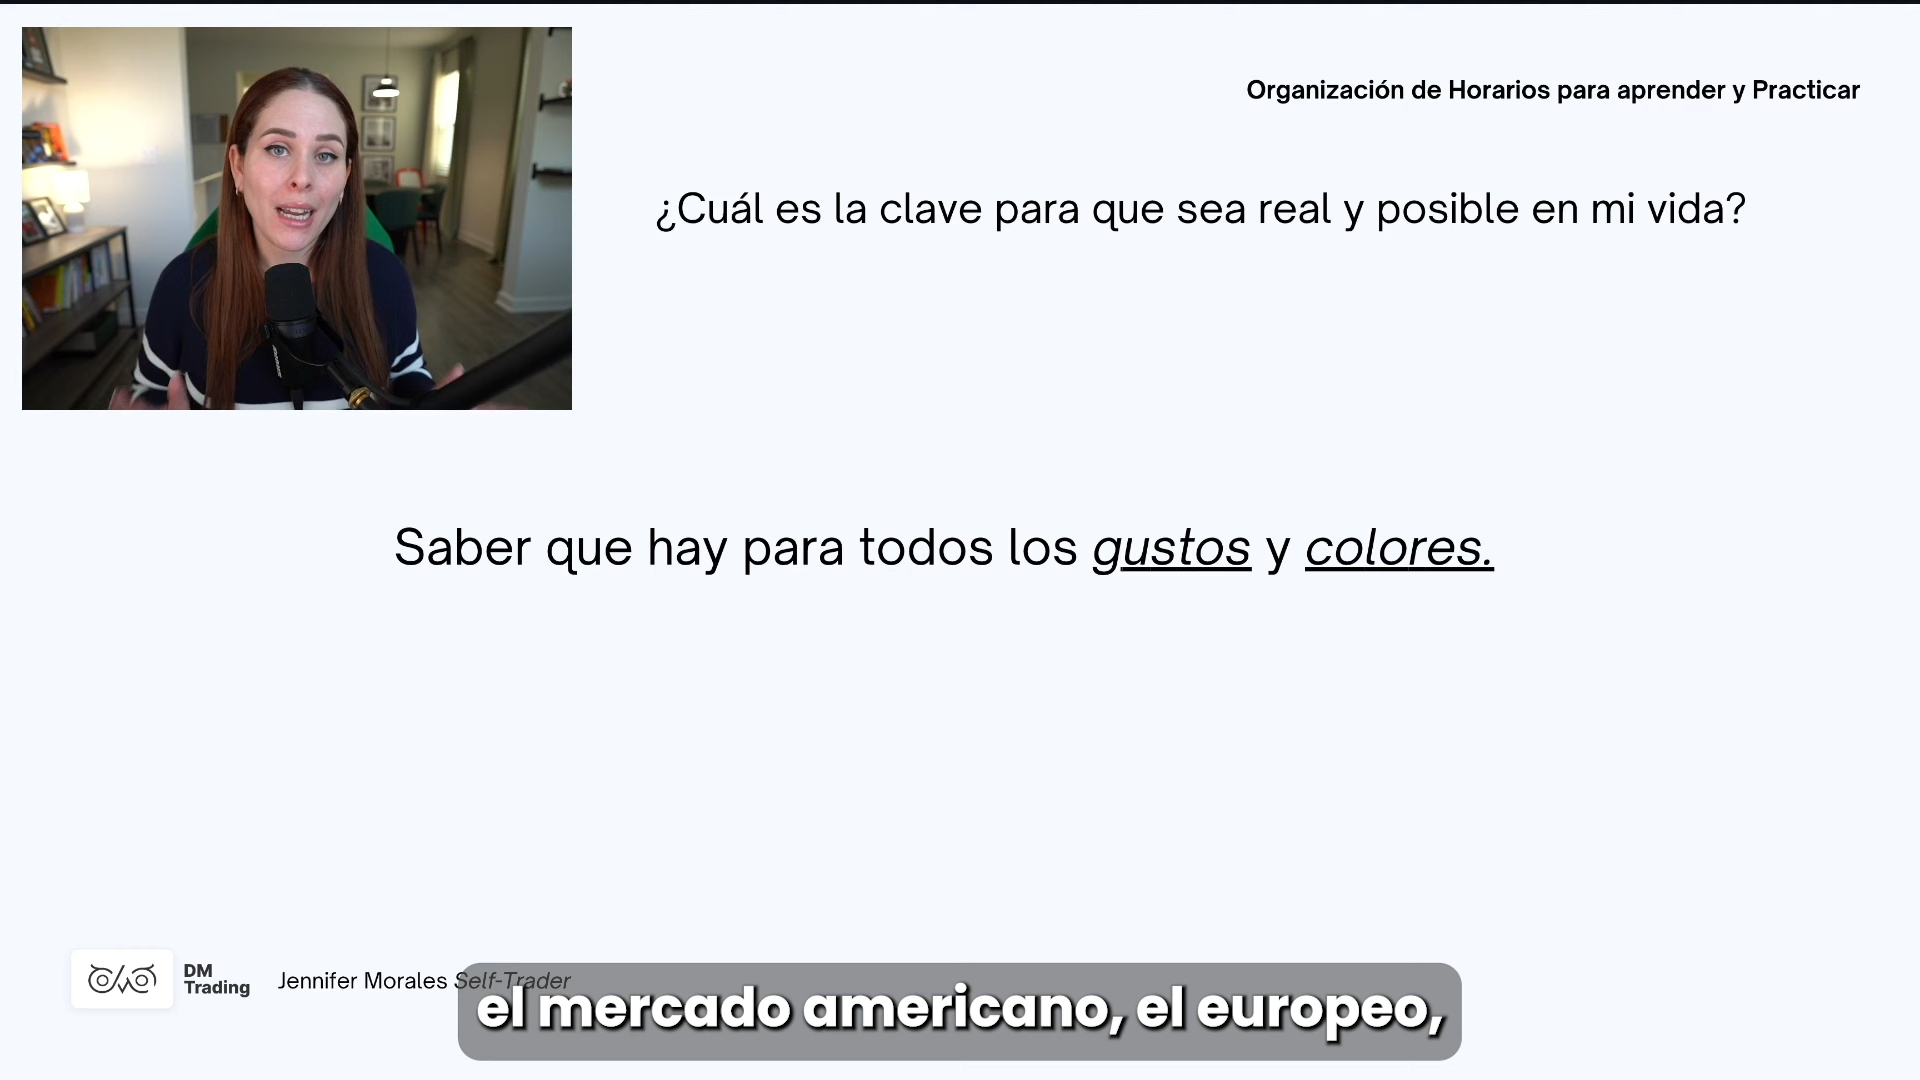 Organización de Horarios para aprender y Practicar
¿Cuál es la clave para que sea real y posible en mi vida?
Saber que hay para todos los gustos y colores.
DM
Trading
Jennifer Morales Self-Trader
el mercado americano, el europeo,